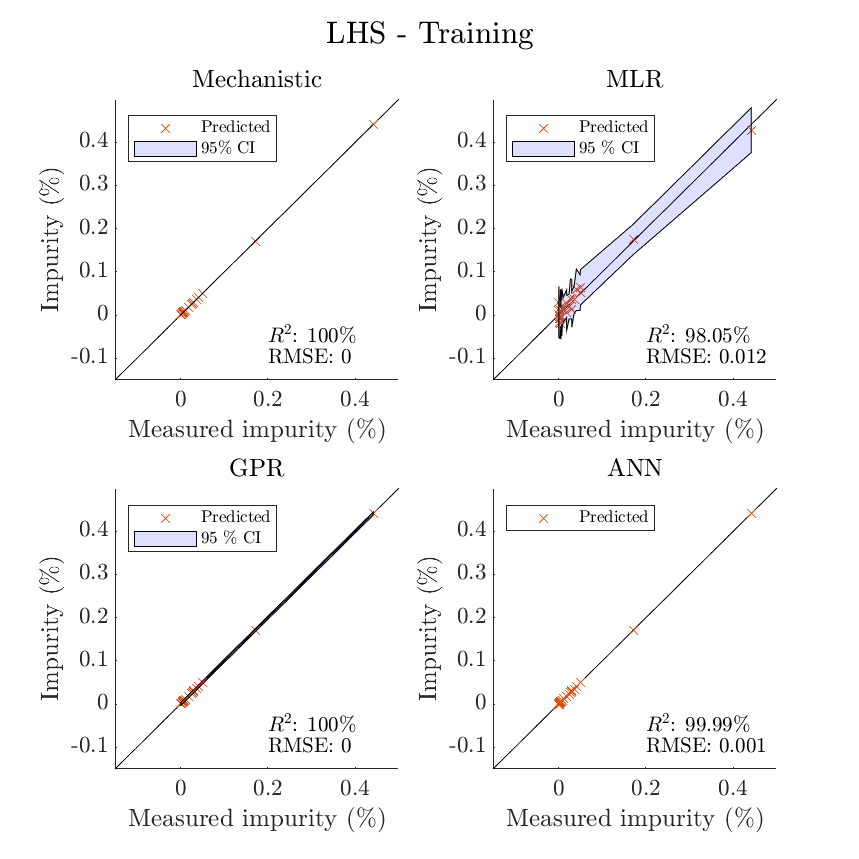 LHS - Training
Mechanistic
Predicted
95% CI
Impurity (%)
0.4
0.3
0.2
0.1
0
-0.1
R²: 100%
RMSE: 0
0 0.2 0.4
Measured impurity (%)
MLR
Predicted
95 % CI
Impurity (%)
0.4
0.3
0.2
0.1
0
-0.1
R²: 98.05%
RMSE: 0.012
0 0.2 0.4
Measured impurity (%)
GPR
Predicted
95 % CI
Impurity (%)
0.4
0.3
0.2
0.1
0
-0.1
R²: 100%
RMSE: 0
0 0.2 0.4
Measured impurity (%)
ANN
Predicted
Impurity (%)
0.4
0.3
0.2
0.1
0
-0.1
R²: 99.99%
RMSE: 0.001
0 0.2 0.4
Measured impurity (%)